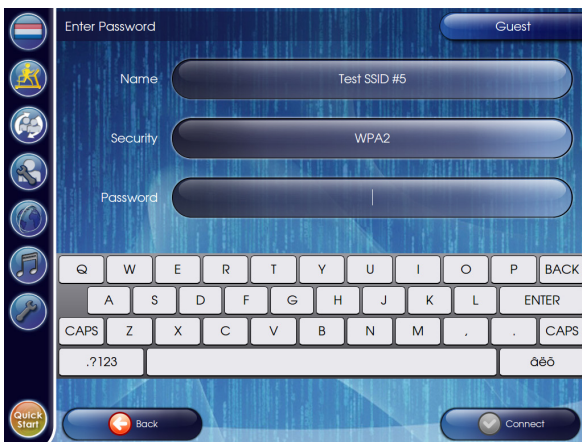 Enter Password
Guest
Name
Test SSID #5
Security
WPA2
Password
Q W E R T Y U I O P BACK
A S D F G H J K L ENTER
CAPS Z X C V B N M , . CAPS
.?123 âëõ
Quick
Start
Back
Connect